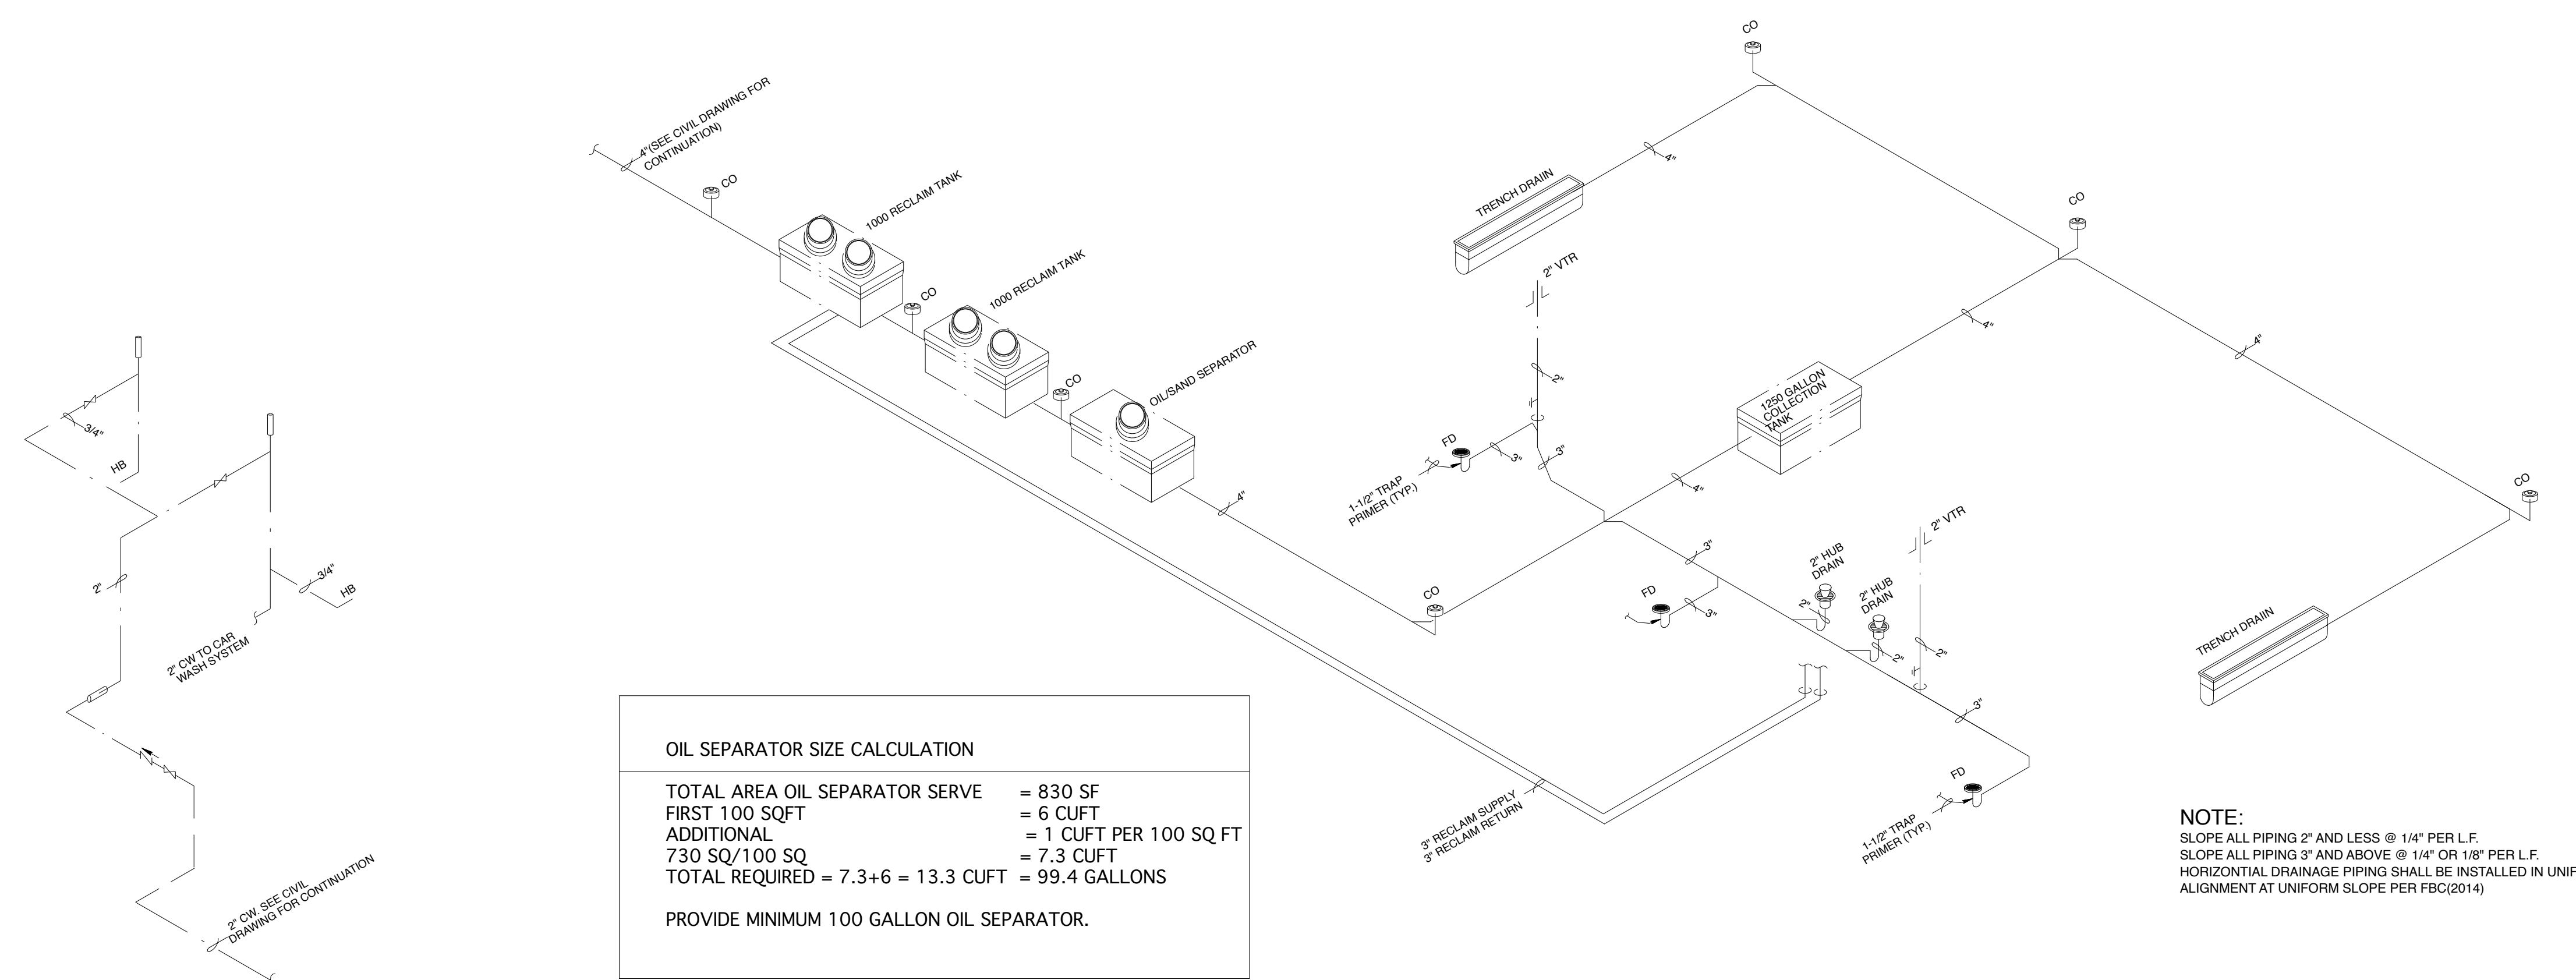 CO
4"(SEE CIVIL DRAWING FOR
CONTINUATION)
CO
1000 RECLAIM TANK
CO
1000 RECLAIM TANK
CO
OIL/SAND SEPARATOR
4"
TRENCH DRAIIN
4"
CO
2" VTR
2"
4"
4"
1250 GALLON
COLLECTION
TANK
FD
3"
3"
1-1/2" TRAP
PRIMER (TYP.)
4"
CO
CO
3"
FD
3"
2" HUB
DRAIN
2"
2" HUB
DRAIN
2"
2" VTR
2"
3"
TRENCH DRAIIN
FD
1-1/2" TRAP
PRIMER (TYP.)
3" RECLAIM SUPPLY
3" RECLAIM RETURN
3/4"
HB
2"
3/4"
HB
2" CW TO CAR
WASH SYSTEM
2" CW. SEE CIVIL
DRAWING FOR CONTINUATION
OIL SEPARATOR SIZE CALCULATION
TOTAL AREA OIL SEPARATOR SERVE = 830 SF
FIRST 100 SQFT = 6 CUFT
ADDITIONAL = 1 CUFT PER 100 SQ FT
730 SQ/100 SQ = 7.3 CUFT
TOTAL REQUIRED = 7.3+6 = 13.3 CUFT = 99.4 GALLONS
PROVIDE MINIMUM 100 GALLON OIL SEPARATOR.
NOTE:
SLOPE ALL PIPING 2" AND LESS @ 1/4" PER L.F.
SLOPE ALL PIPING 3" AND ABOVE @ 1/4" OR 1/8" PER L.F.
HORIZONTIAL DRAINAGE PIPING SHALL BE INSTALLED IN UNIF
ALIGNMENT AT UNIFORM SLOPE PER FBC(2014)